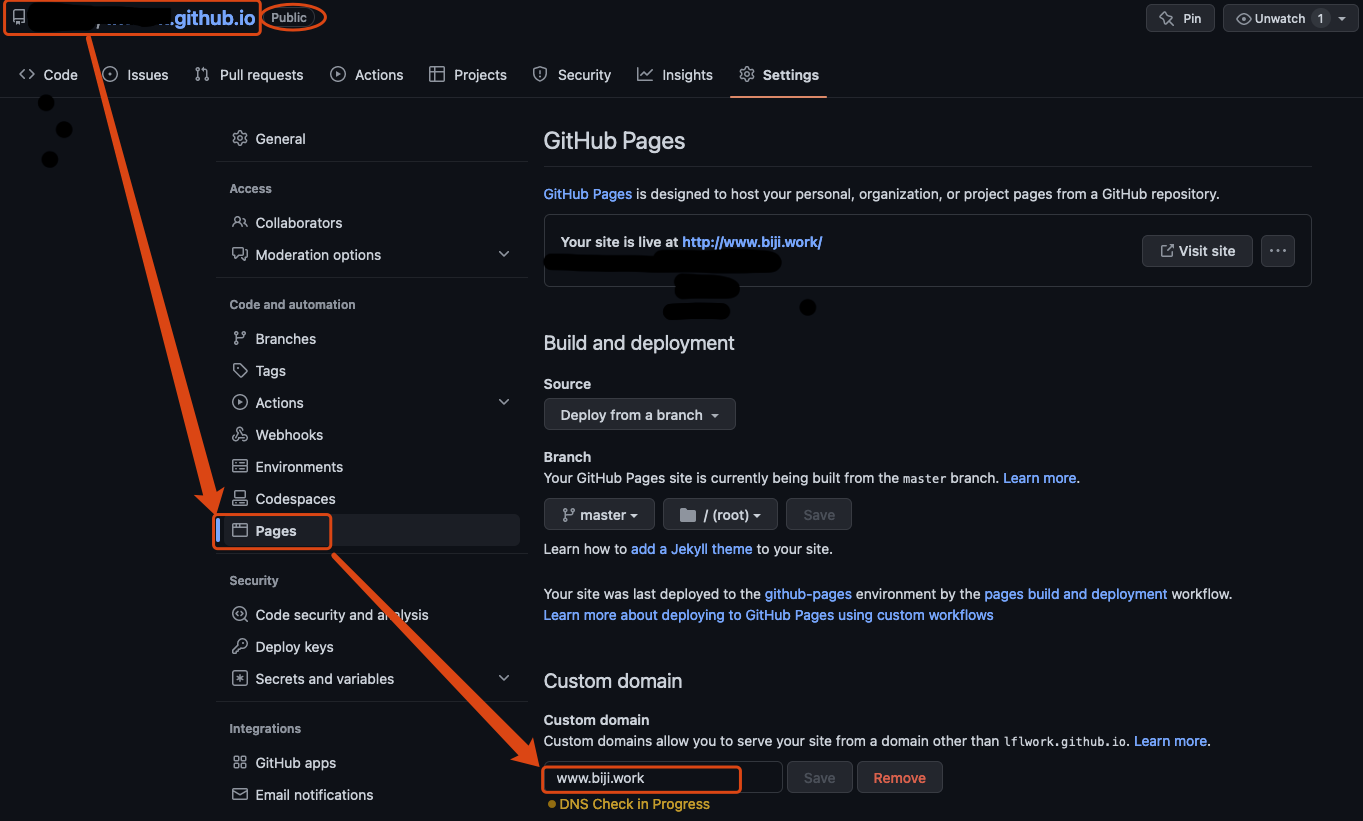 .github.io Public Pin Unwatch 1
Code Issues Pull requests Actions Projects Security Insights Settings
General
Access
Collaborators
Moderation options
Code and automation
Branches
Tags
Actions
Webhooks
Environments
Codespaces
Pages
Security
Code security and analysis
Deploy keys
Secrets and variables
Integrations
GitHub apps
Email notifications
GitHub Pages
GitHub Pages is designed to host your personal, organization, or project pages from a GitHub repository.
Your site is live at http://www.biji.work/
Visit site
Build and deployment
Source
Deploy from a branch
Branch
Your GitHub Pages site is currently being built from the master branch. Learn more.
master / (root) Save
Learn how to add a Jekyll theme to your site.
Your site was last deployed to the github-pages environment by the pages build and deployment workflow.
Learn more about deploying to GitHub Pages using custom workflows
Custom domain
Custom domain
Custom domains allow you to serve your site from a domain other than lflwork.github.io. Learn more.
www.biji.work Save Remove
DNS Check in Progress